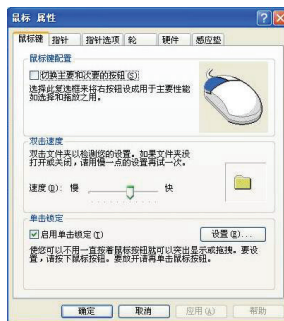 鼠标 属性
鼠标键 指针 指针选项 轮 硬件 感应垫
鼠标键配置
切换主要和次要的按钮(S)
选择此复选框来将右按钮设成用于主要性能
如选择和拖放之用。
双击速度
双击文件夹以检测您的设置。如果文件夹没
打开或关闭，请用慢一点的设置再试一次。
速度(D): 慢 快
单击锁定
启用单击锁定(T) 设置(E)...
使您可以不用一直按着鼠标按钮就可以突出显示或拖拽。要设
置，请按下鼠标按钮。要放开请再单击鼠标按钮。
确定 取消 应用(A) 帮助